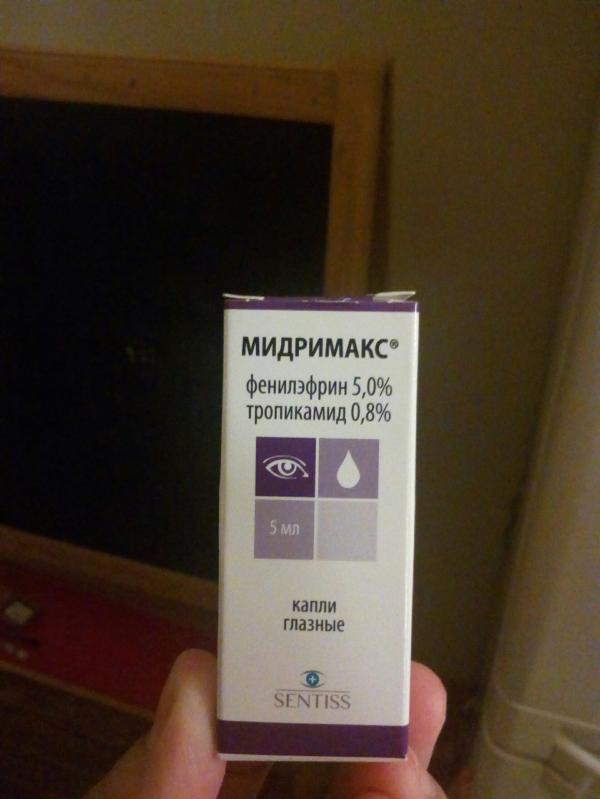 МИДРИМАКС®
фенилэфрин 5,0%
тропикамид 0,8%
5 мл
капли
глазные
SENTISS